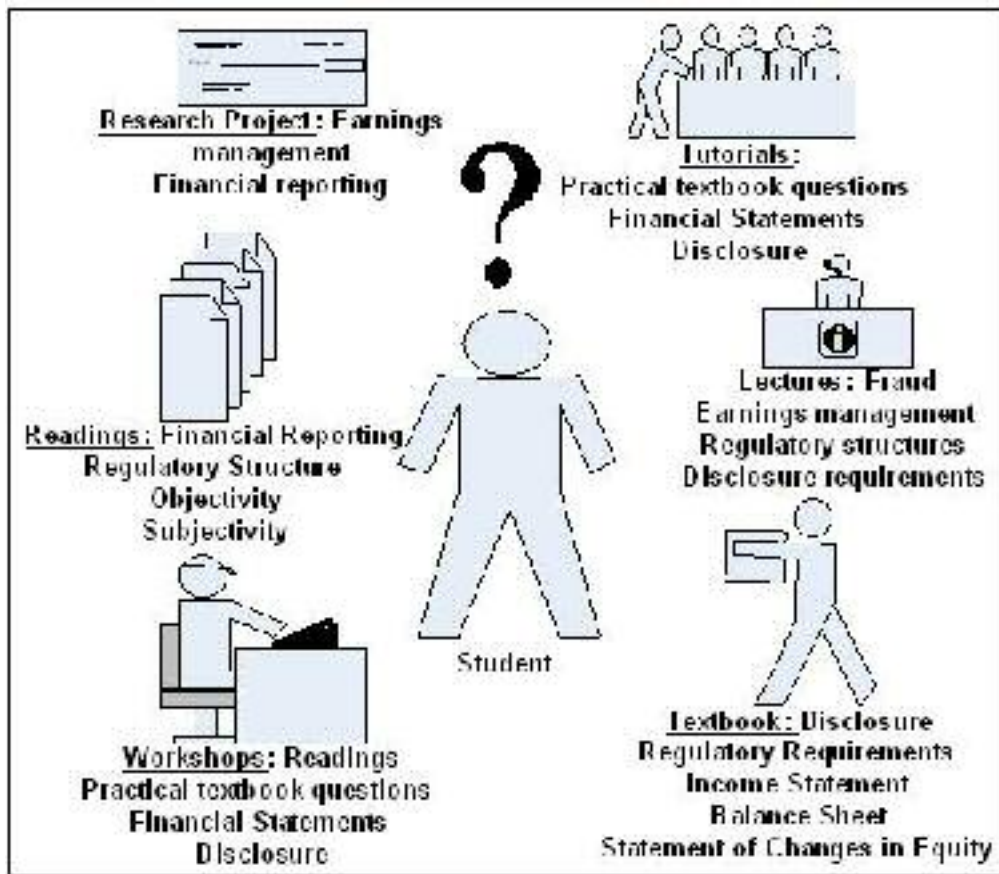 Research Project: Earnings
management
Financial reporting
Tutorials:
Practical textbook questions
Financial Statements
Disclosure
Readings: Financial Reporting
Regulatory Structure
Objectivity
Subjectivity
Lectures: Fraud
Earnings management
Regulatory structures
Disclosure requirements
Student
Workshops: Readings
Practical textbook questions
Financial Statements
Disclosure
Textbook: Disclosure
Regulatory Requirements
Income Statement
Balance Sheet
Statement of Changes in Equity
?
i